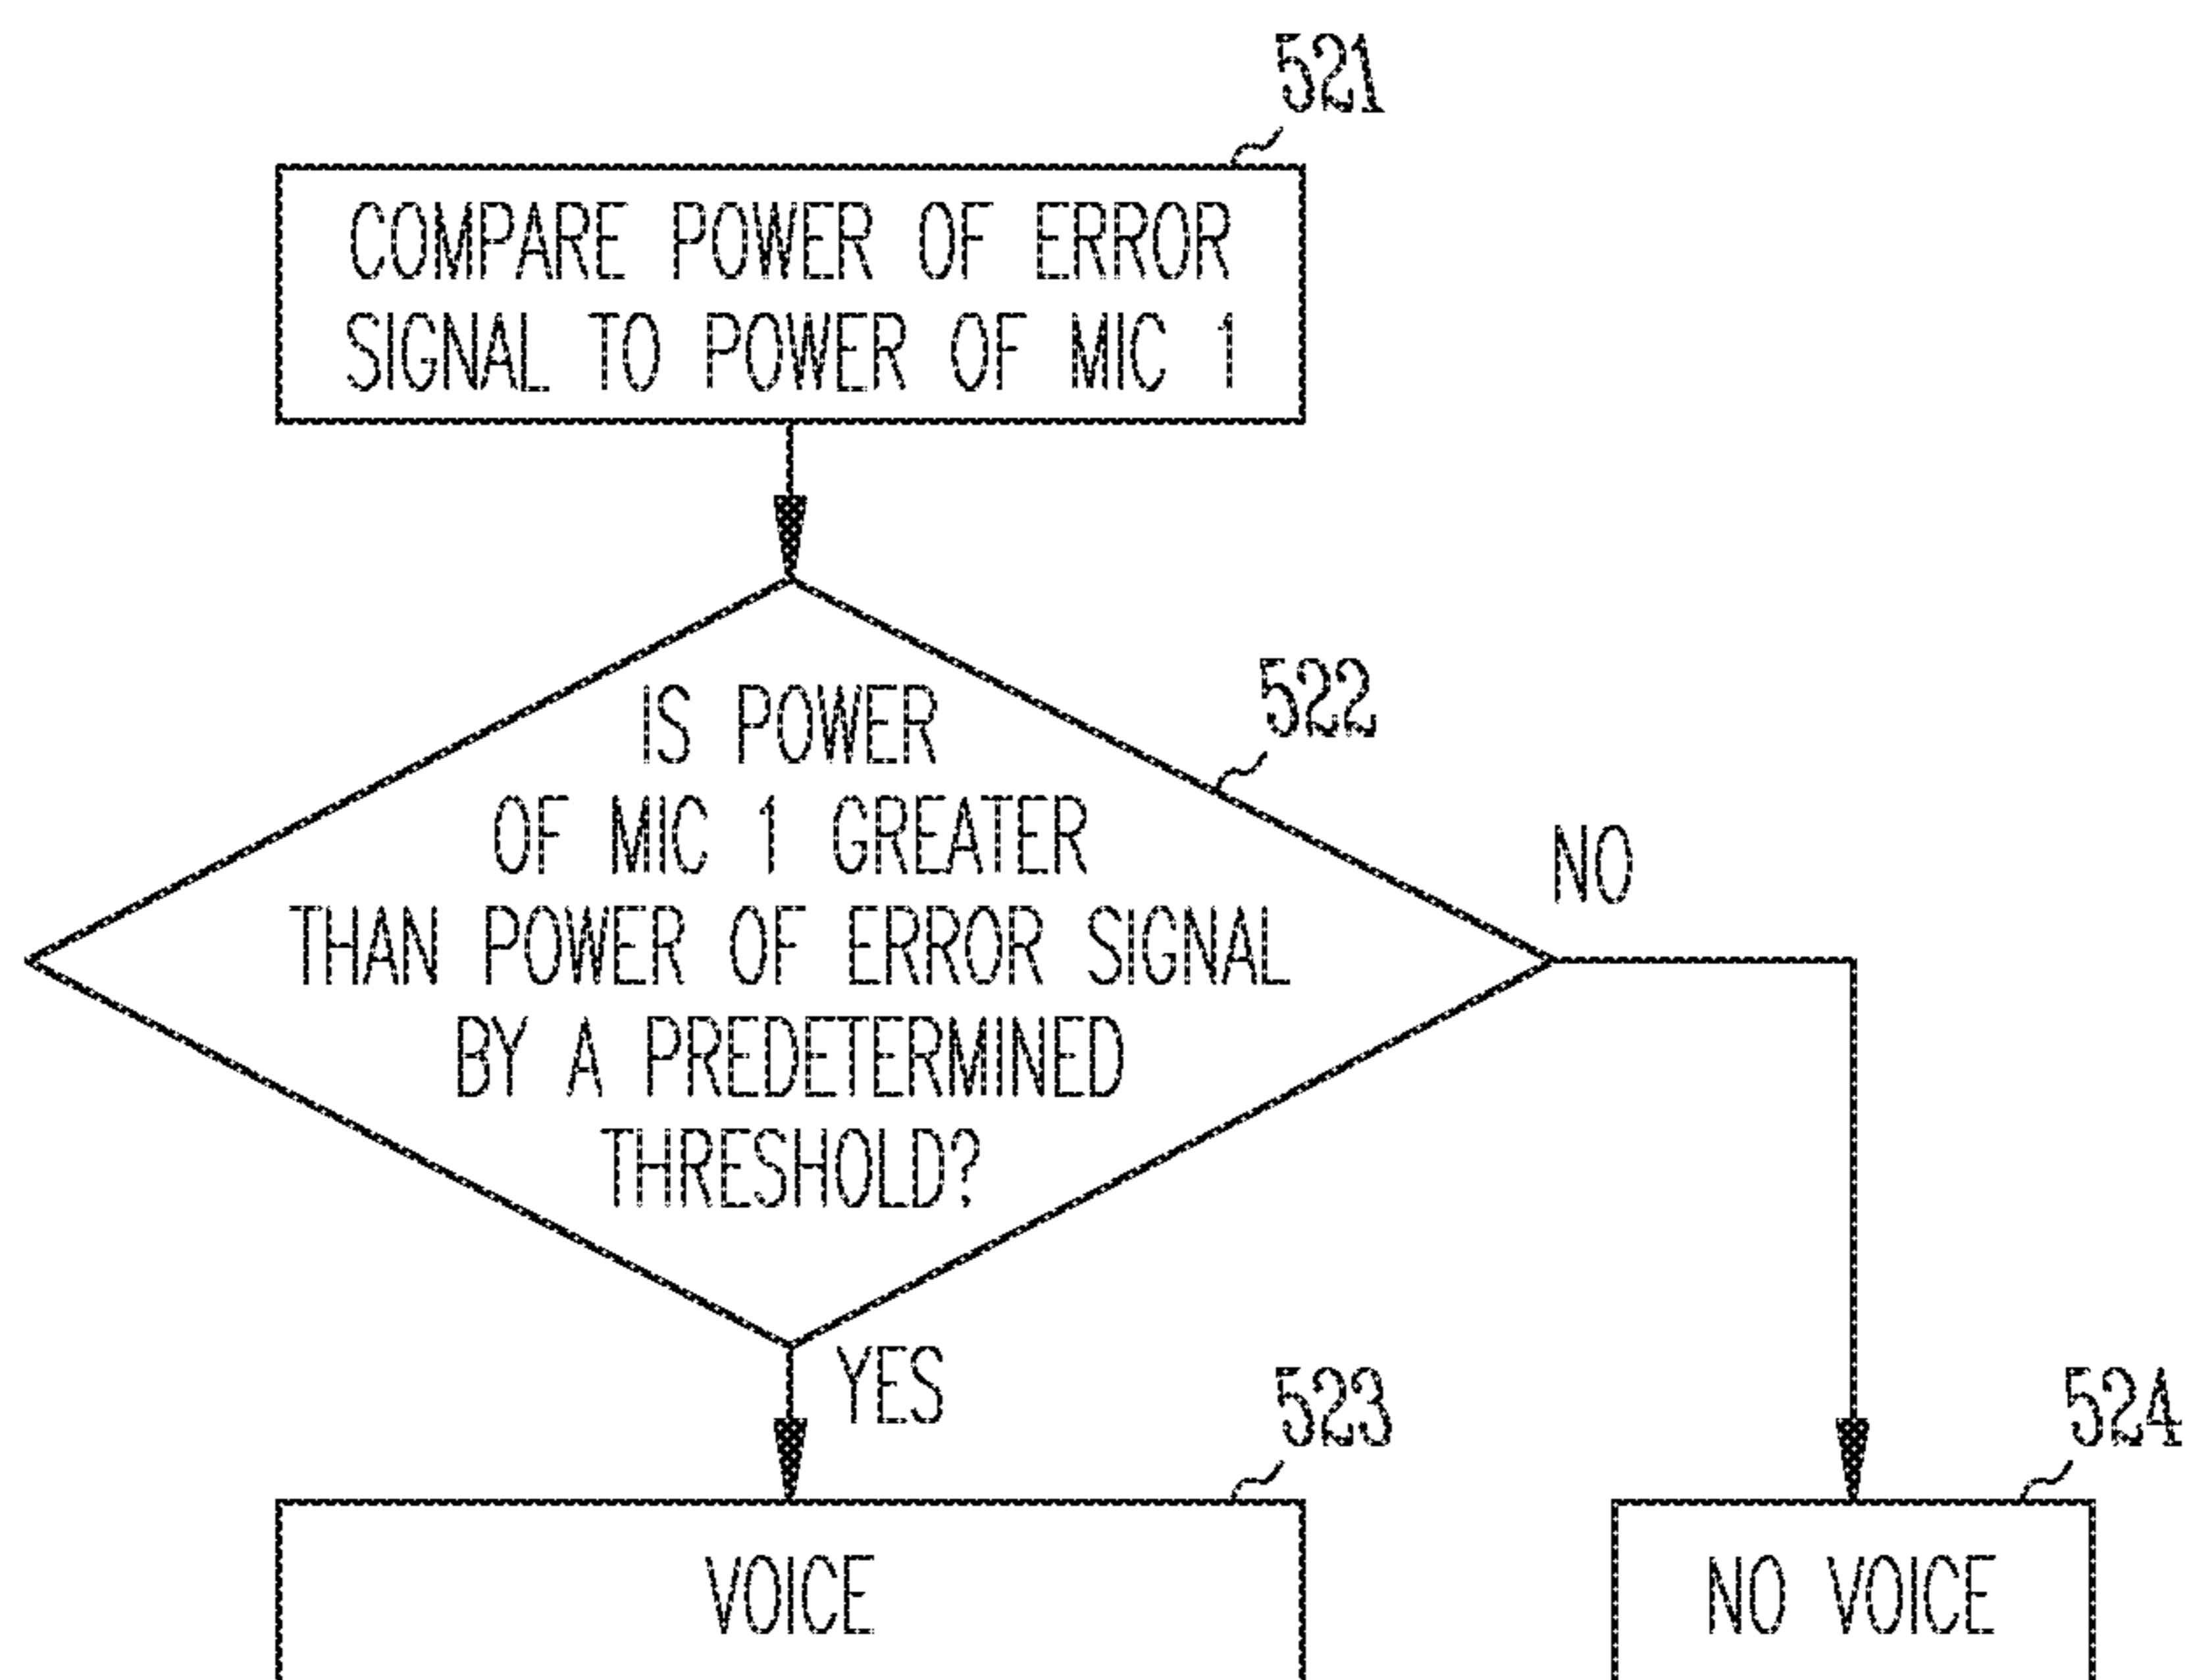 521
COMPARE POWER OF ERROR
SIGNAL TO POWER OF MIC 1
522
IS POWER
OF MIC 1 GREATER
THAN POWER OF ERROR SIGNAL
BY A PREDETERMINED
THRESHOLD?
NO
YES
523
524
VOICE
NO VOICE